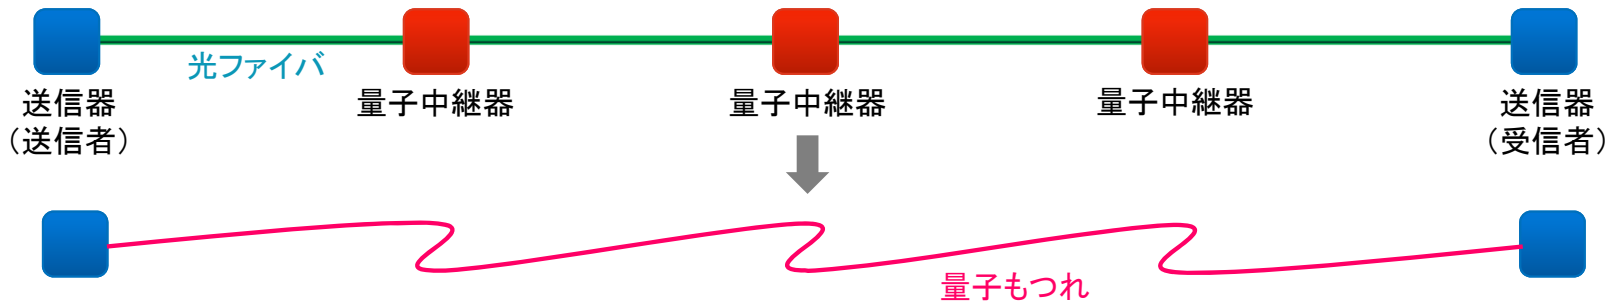 光ファイバ
送信器
(送信者)
量子中継器
量子中継器
量子中継器
送信器
(受信者)
量子もつれ